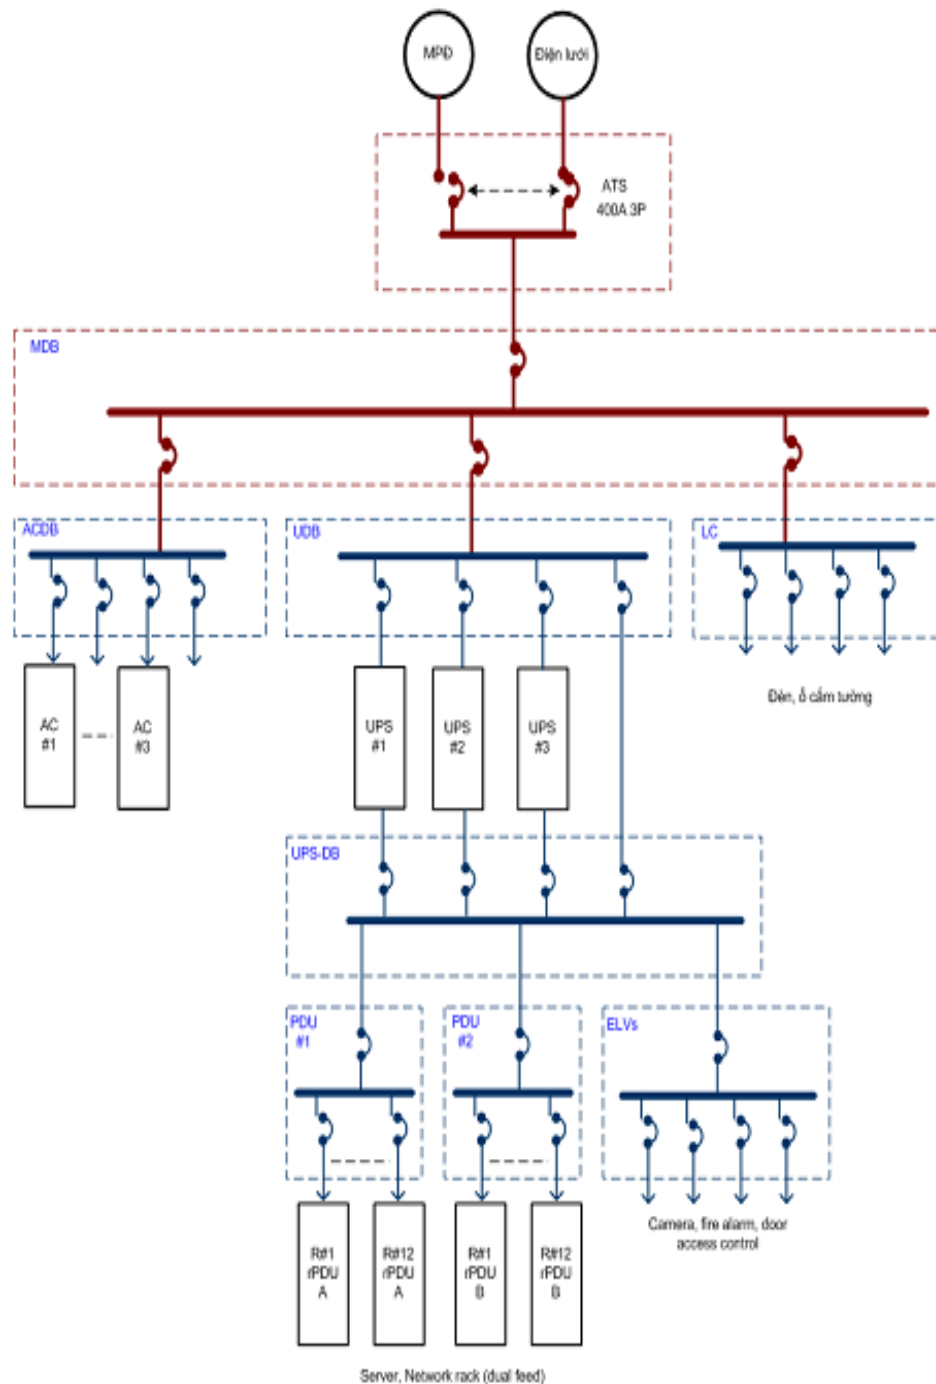 MPĐ
Điện lưới
ATS
400A 3P
MDB
ACDB
UDB
LC
AC
#1
AC
#3
UPS
#1
UPS
#2
UPS
#3
Đèn, ổ cắm tường
UPS-DB
PDU
#1
PDU
#2
ELVs
R#1
rPDU
A
R#12
rPDU
A
R#1
rPDU
B
R#12
rPDU
B
Camera, fire alarm, door
access control
Server, Network rack (dual feed)